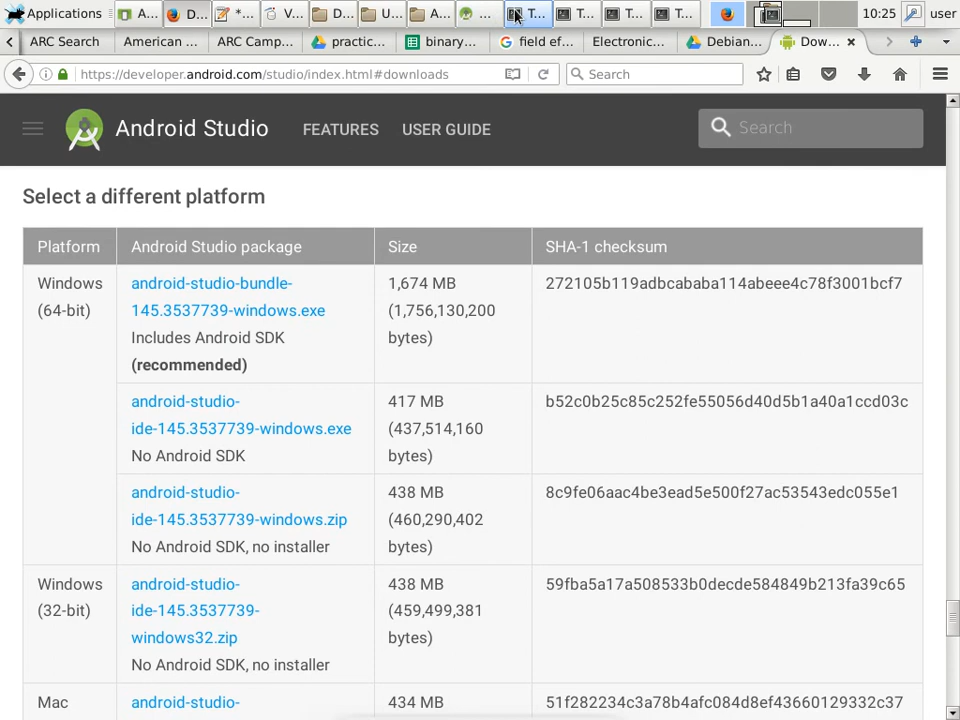 Applications
A...
D...
*...
V...
D...
U...
A...
...
T...
T...
T...
T...
10:25
user
ARC Search
American ...
ARC Camp...
practic...
binary...
field ef...
Electronic...
Debian...
Dow...
https://developer.android.com/studio/index.html#downloads
Search
Android Studio
FEATURES
USER GUIDE
Search
Select a different platform
Platform
Android Studio package
Size
SHA-1 checksum
Windows
(64-bit)
android-studio-bundle-
145.3537739-windows.exe
Includes Android SDK
(recommended)
1,674 MB
(1,756,130,200
bytes)
272105b119adbcababa114abeee4c78f3001bcf7
android-studio-
ide-145.3537739-windows.exe
No Android SDK
417 MB
(437,514,160
bytes)
b52c0b25c85c252fe55056d40d5b1a40a1ccd03c
android-studio-
ide-145.3537739-windows.zip
No Android SDK, no installer
438 MB
(460,290,402
bytes)
8c9fe06aac4be3ead5e500f27ac53543edc055e1
Windows
(32-bit)
android-studio-
ide-145.3537739-
windows32.zip
No Android SDK, no installer
438 MB
(459,499,381
bytes)
59fba5a17a508533b0decde584849b213fa39c65
Mac
android-studio-
434 MB
51f282234c3a78b4afc084d8ef43660129332c37